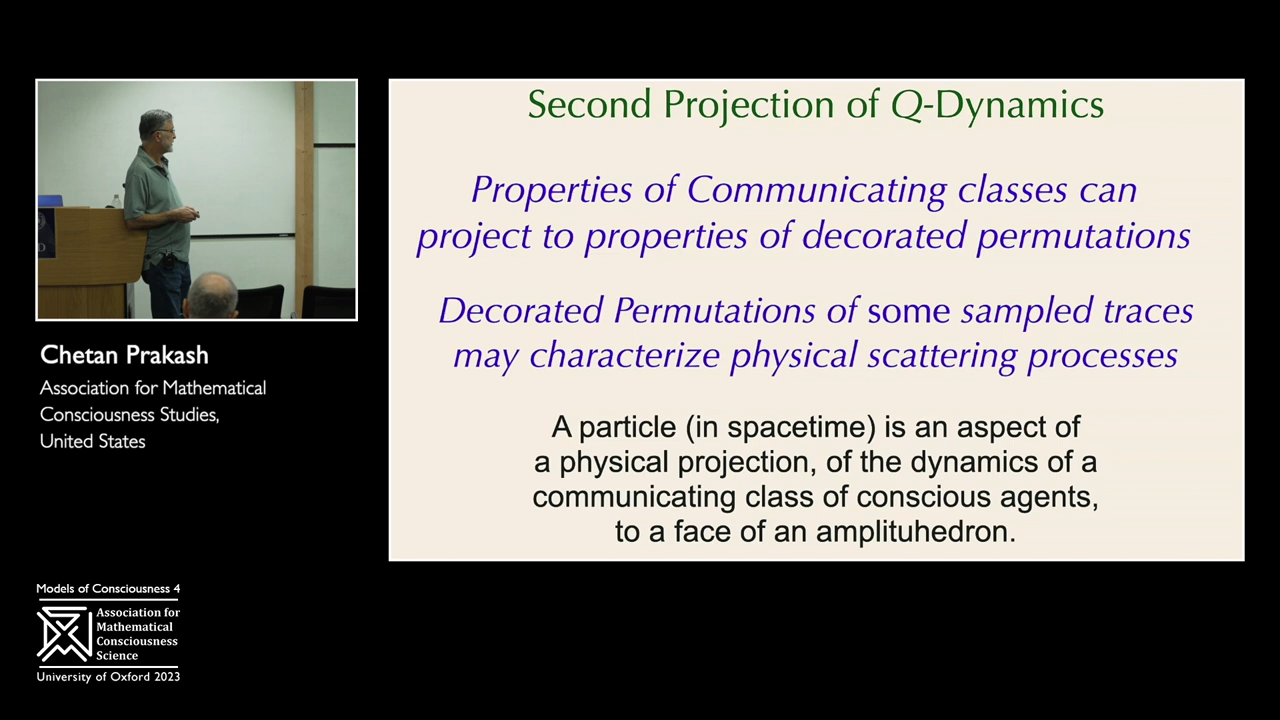 Second Projection of Q-Dynamics
Properties of Communicating classes can
project to properties of decorated permutations
Decorated Permutations of some sampled traces
may characterize physical scattering processes
A particle (in spacetime) is an aspect of
a physical projection, of the dynamics of a
communicating class of conscious agents,
to a face of an amplituhedron.
Chetan Prakash
Association for Mathematical
Consciousness Studies,
United States
Models of Consciousness 4
Association for
Mathematical
Consciousness
Science
University of Oxford 2023